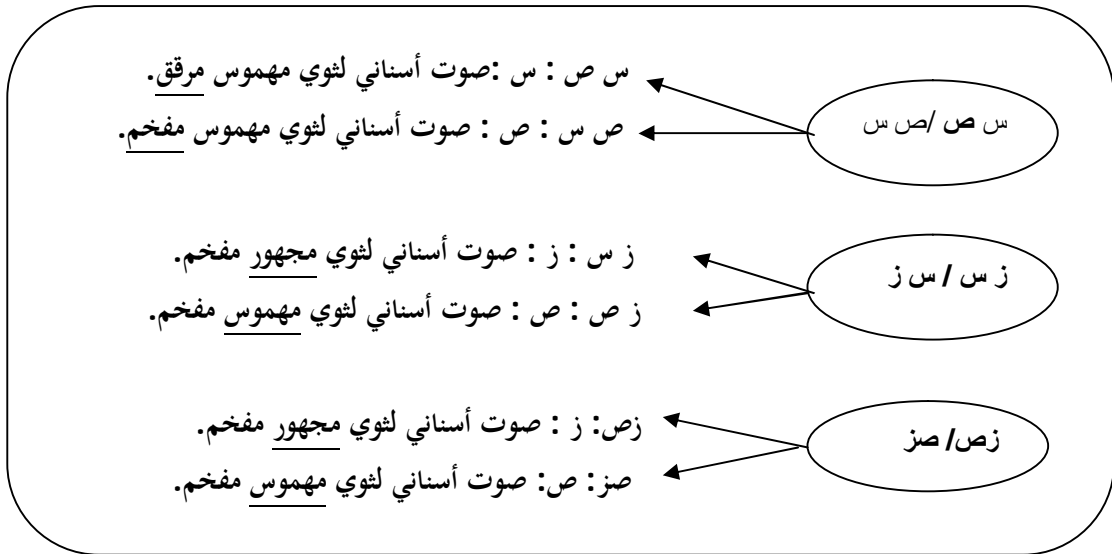 س ص : س :صوت أسناني لثوي مهموس مرقق.
س ص /ص س
ص س : ص : صوت أسناني لثوي مهموس مفخم.
ز س : ز : صوت أسناني لثوي مجهور مفخم.
ز س / س ز
ز ص : ص : صوت أسناني لثوي مهموس مفخم.
زص: ز : صوت أسناني لثوي مجهور مفخم.
زص/ صز
صز: ص: صوت أسناني لثوي مهموس مفخم.